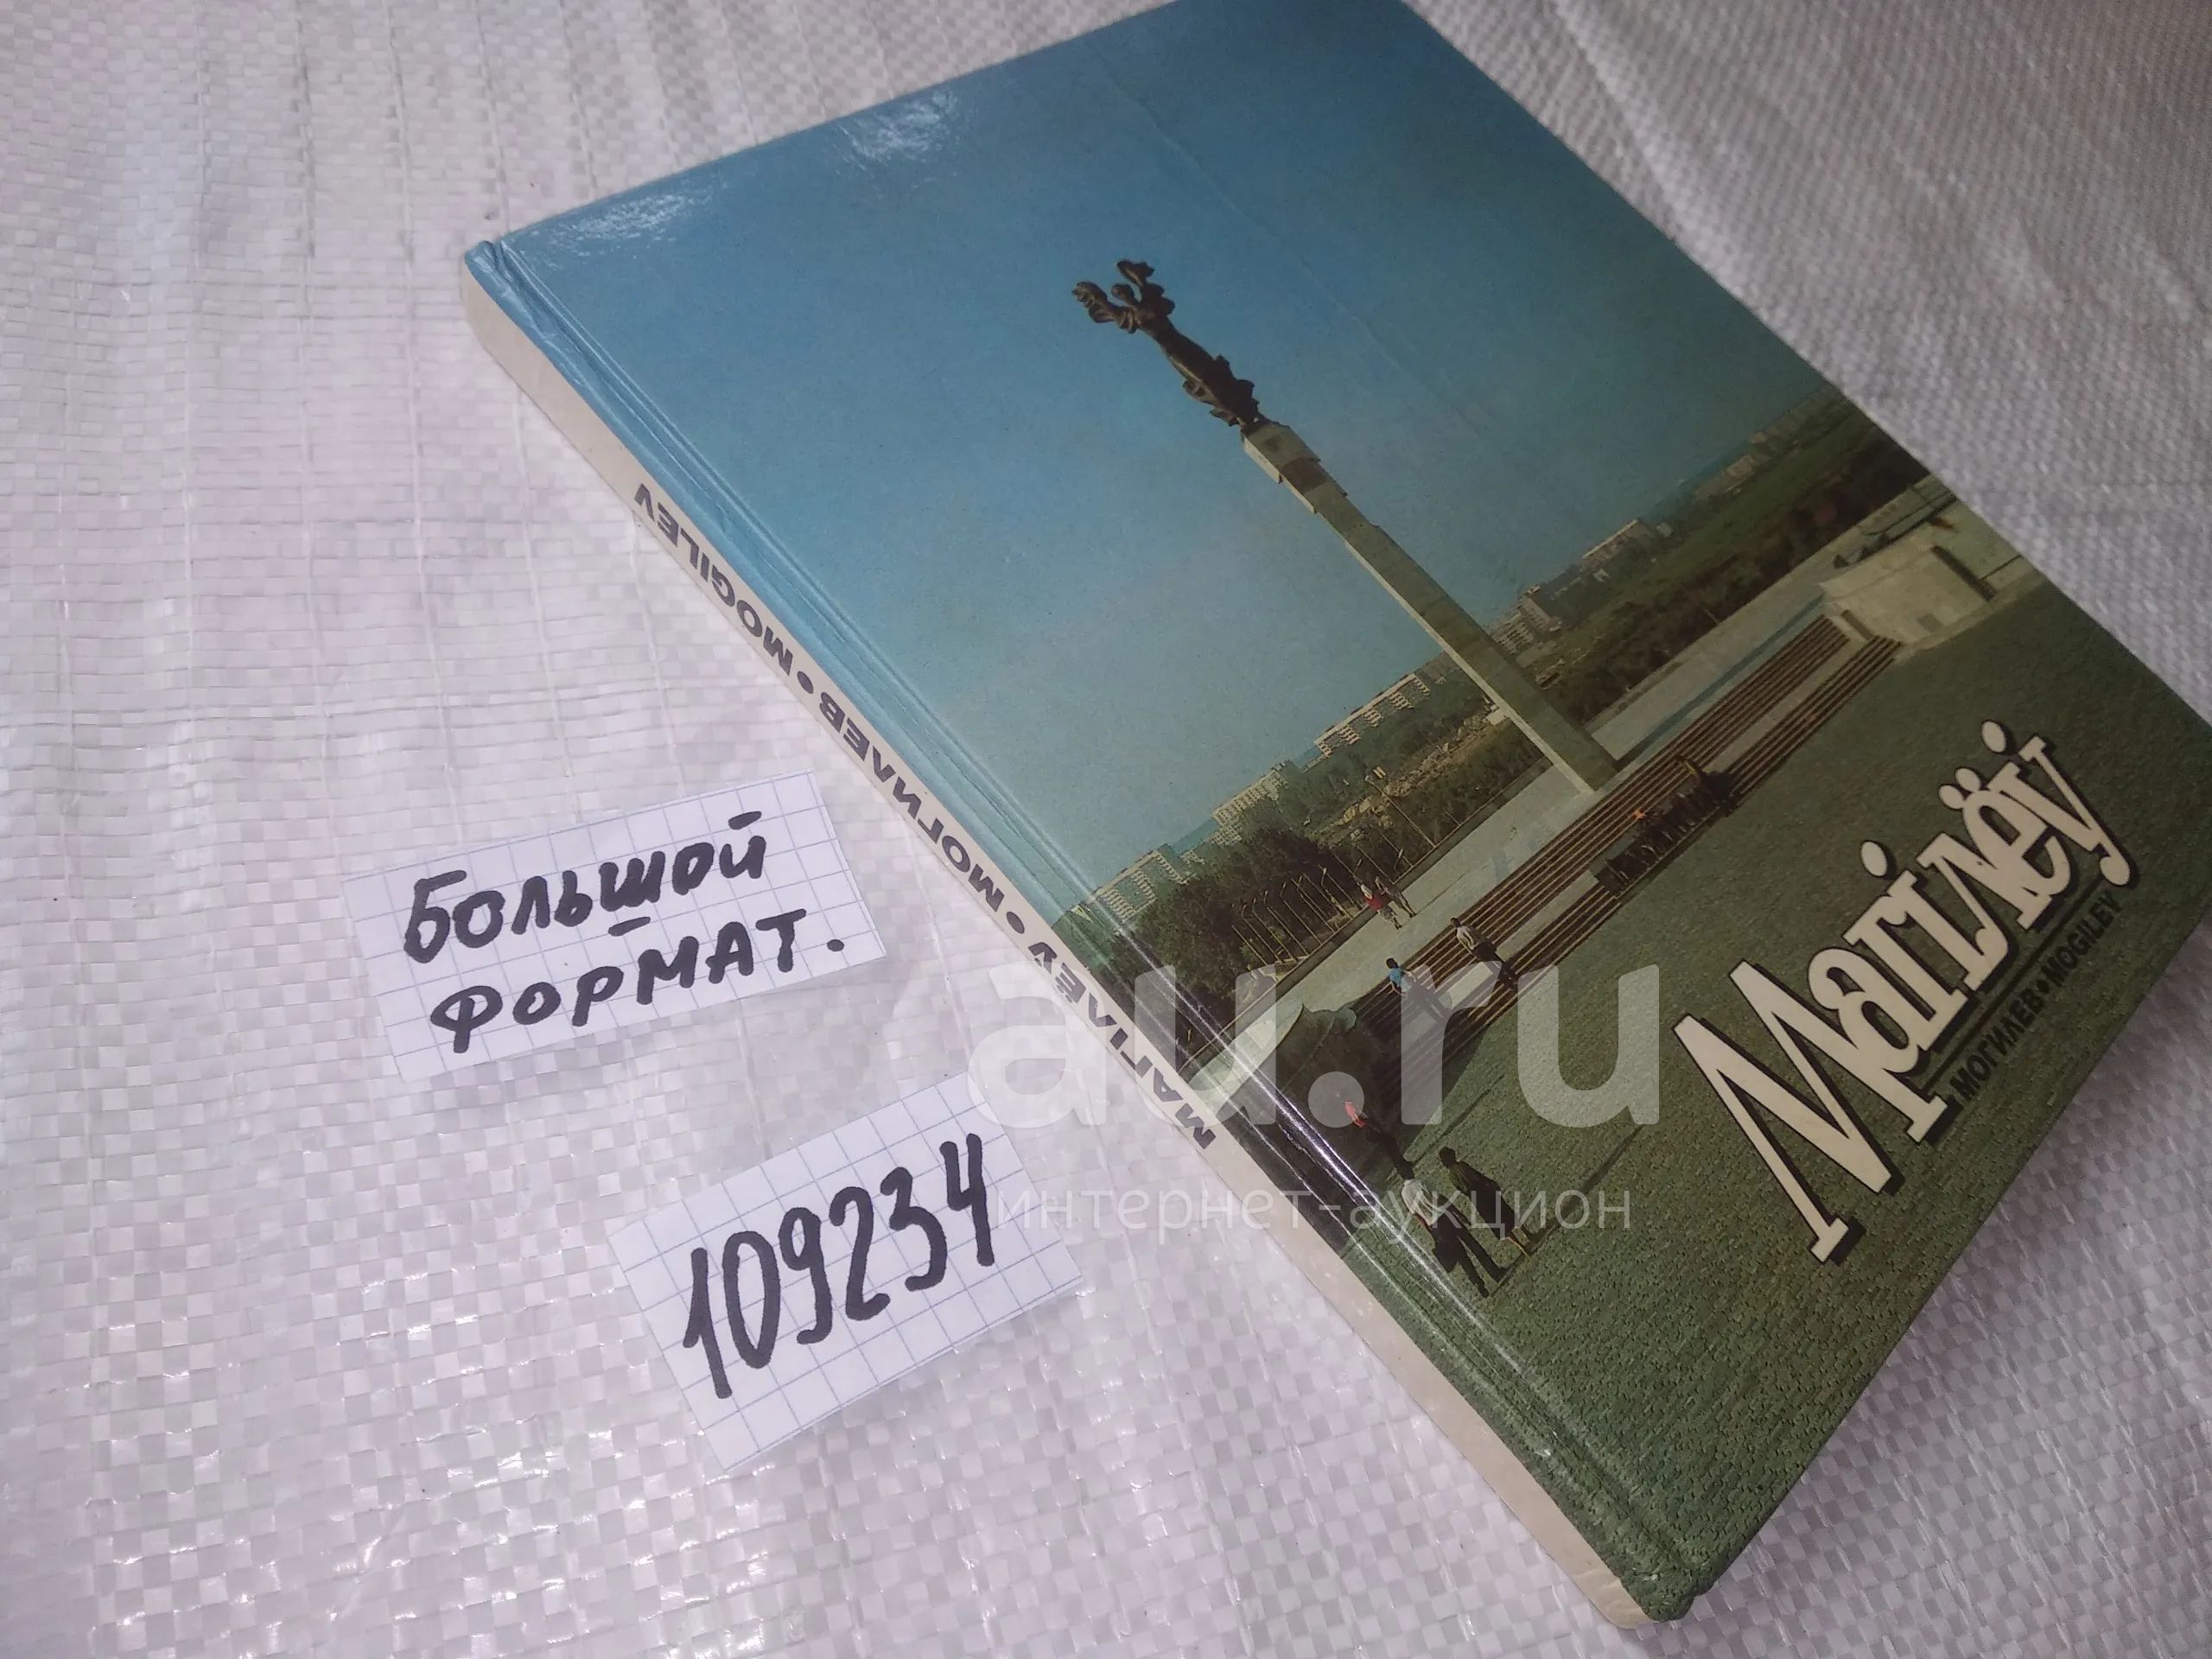 Большой
формат.
109234
МАГІЛЁЎ • МОГИЛЕВ • MOGILEV
Магілёў
МОГИЛЕВ • MOGILEV
au.ru
интернет-аукцион